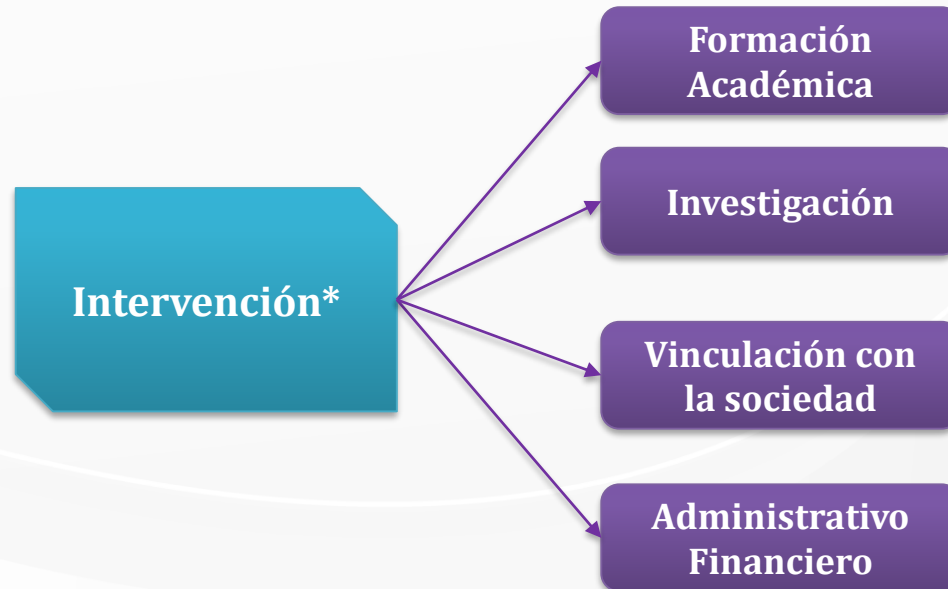 Formación
Académica
Investigación
Intervención*
Vinculación con
la sociedad
Administrativo
Financiero